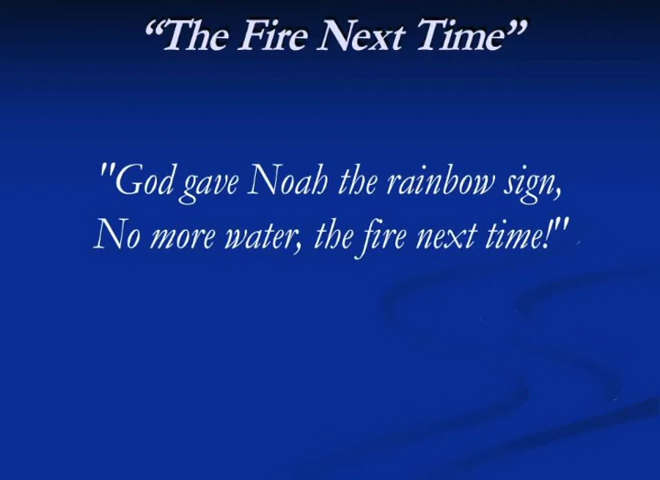 “The Fire Next Time”
"God gave Noah the rainbow sign,
No more water, the fire next time!"